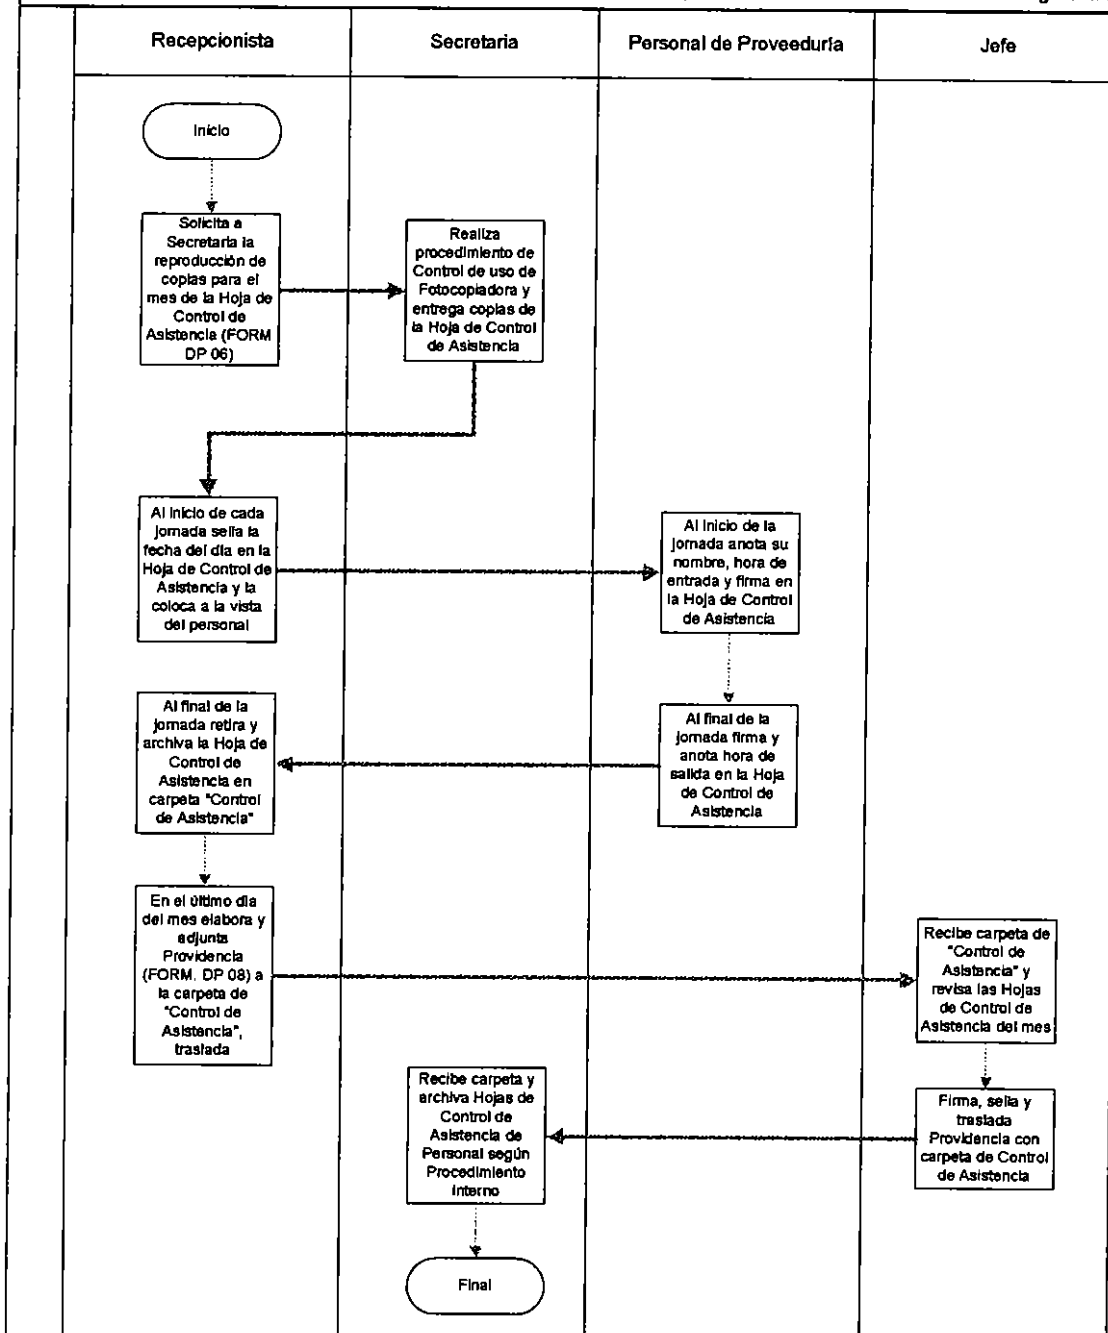 Recepcionista
Secretaria
Personal de Proveeduría
Jefe
Inicio
Solicita a
Secretaria la
reproducción de
copias para el
mes de la Hoja de
Control de
Asistencia (FORM
DP 06)
Realiza
procedimiento de
Control de uso de
Fotocopiadora y
entrega copias de
la Hoja de Control
de Asistencia
Al inicio de cada
jornada sella la
fecha del día en la
Hoja de Control de
Asistencia y la
coloca a la vista
del personal
Al inicio de la
jornada anota su
nombre, hora de
entrada y firma en
la Hoja de Control
de Asistencia
Al final de la
jornada firma y
anota hora de
salida en la Hoja
de Control de
Asistencia
Al final de la
jornada retira y
archiva la Hoja de
Control de
Asistencia en
carpeta "Control
de Asistencia"
En el último día
del mes elabora y
adjunta
Providencia
(FORM. DP 08) a
la carpeta de
"Control de
Asistencia",
traslada
Recibe carpeta de
"Control de
Asistencia" y
revisa las Hojas
de Control de
Asistencia del mes
Firma, sella y
traslada
Providencia con
carpeta de Control
de Asistencia
Recibe carpeta y
archiva Hojas de
Control de
Asistencia de
Personal según
Procedimiento
Interno
Final